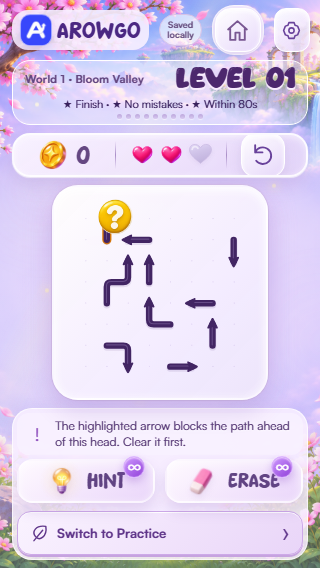 AROWGO
Saved
locally
World 1 · Bloom Valley
LEVEL 01
★ Finish · ★ No mistakes · ★ Within 80s
0
?
! The highlighted arrow blocks the path ahead
of this head. Clear it first.
HINT ∞
ERASE ∞
Switch to Practice